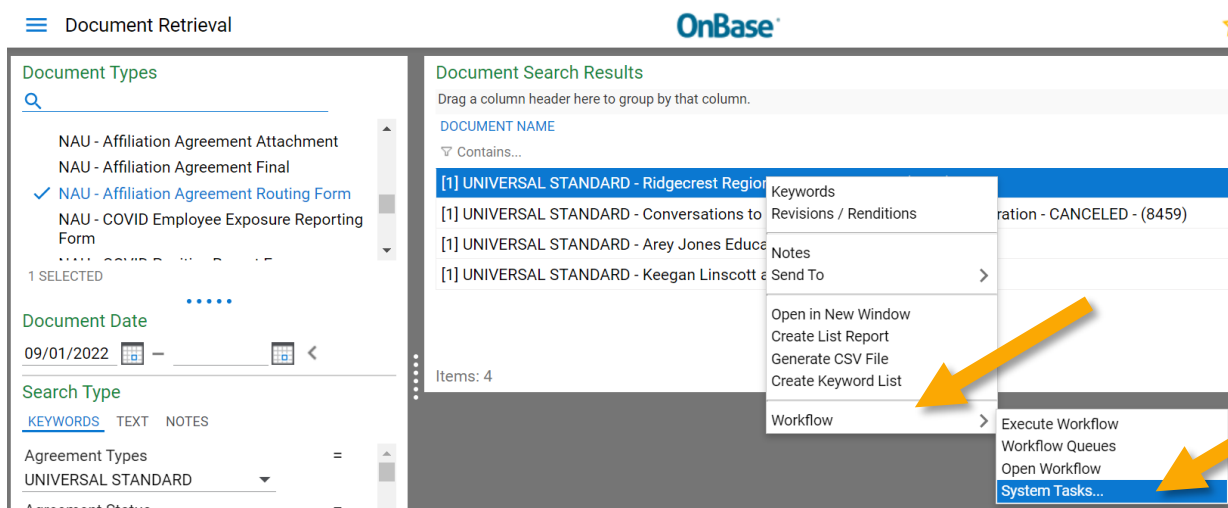 Document Retrieval
OnBase
Document Types
NAU - Affiliation Agreement Attachment
NAU - Affiliation Agreement Final
NAU - Affiliation Agreement Routing Form
NAU - COVID Employee Exposure Reporting
Form
1 SELECTED
Document Date
09/01/2022 –
Search Type
KEYWORDS TEXT NOTES
Agreement Types =
UNIVERSAL STANDARD
Document Search Results
Drag a column header here to group by that column.
DOCUMENT NAME
Contains...
[1] UNIVERSAL STANDARD - Ridgecrest
[1] UNIVERSAL STANDARD - Conversations to ration - CANCELED - (8459)
[1] UNIVERSAL STANDARD - Arey Jones
[1] UNIVERSAL STANDARD - Keegan Linscott
Items: 4
Keywords
Revisions / Renditions
Notes
Send To
Open in New Window
Create List Report
Generate CSV File
Create Keyword List
Workflow
Execute Workflow
Workflow Queues
Open Workflow
System Tasks...